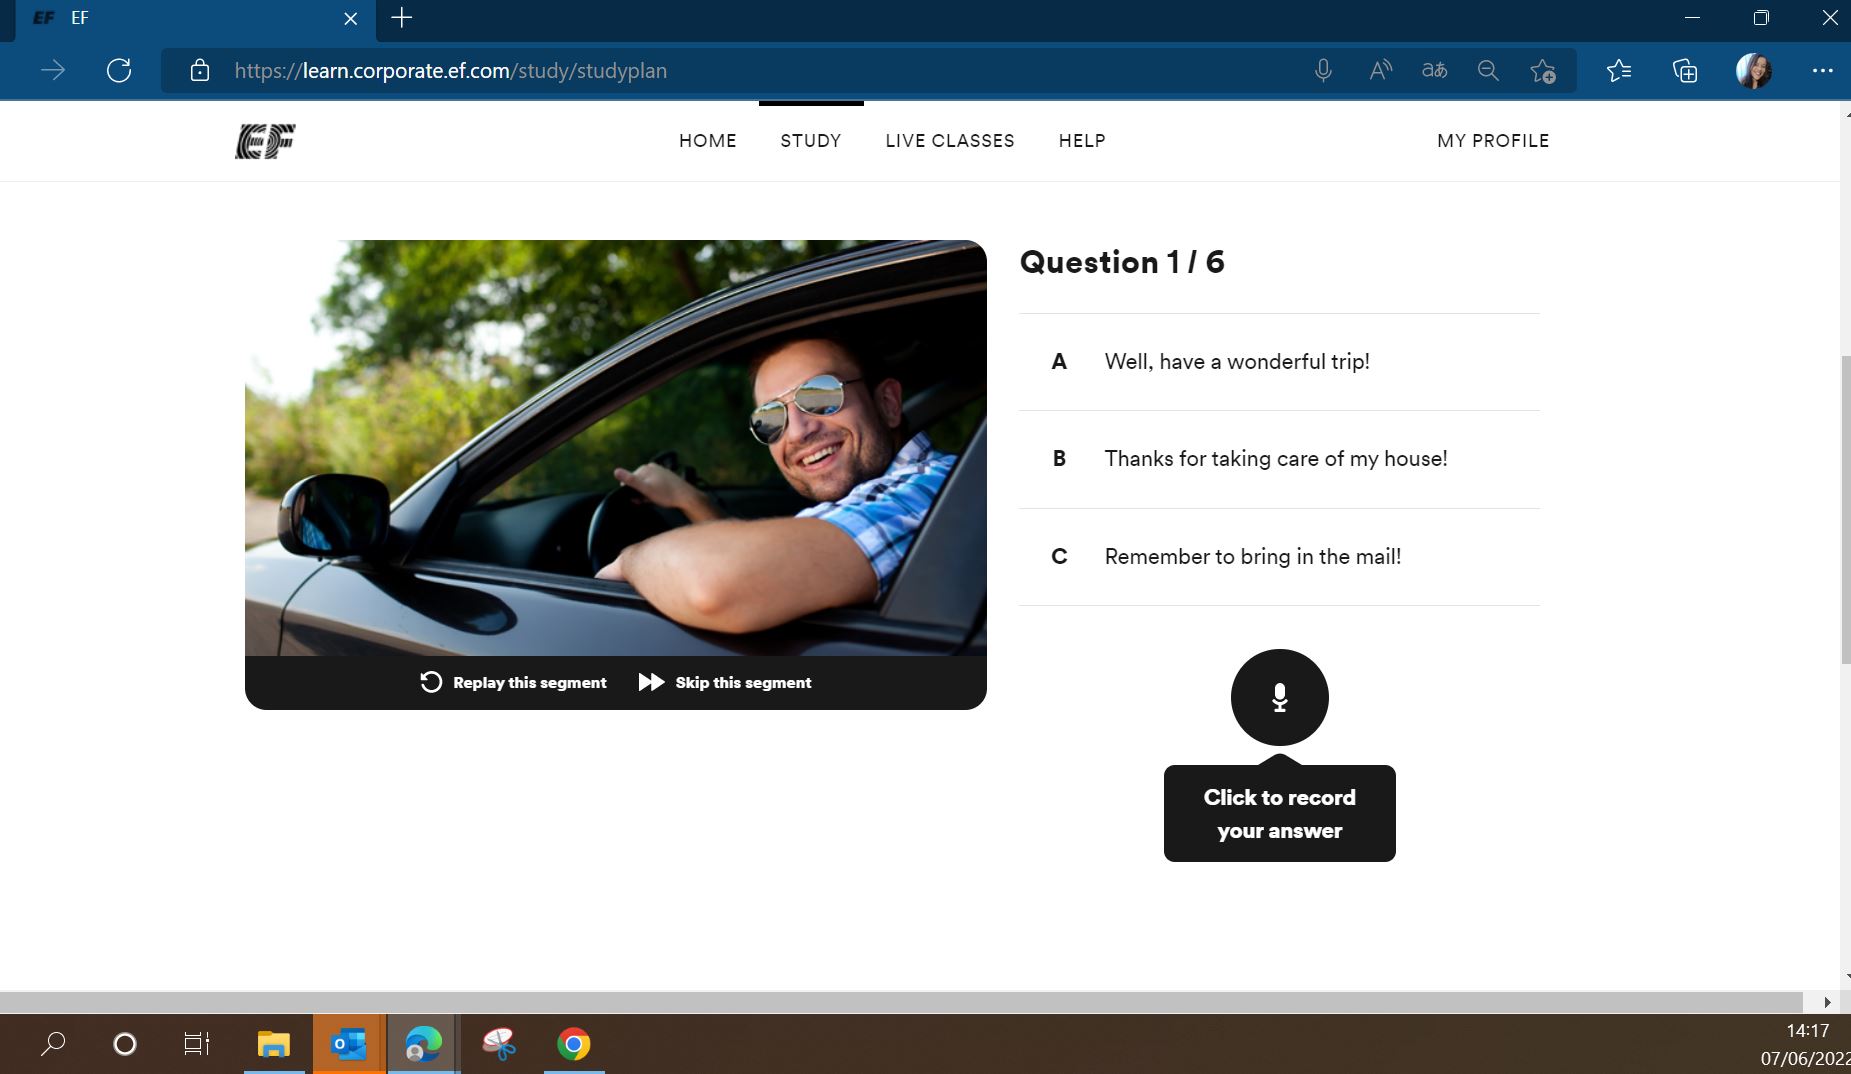 EF EF
https://learn.corporate.ef.com/study/studyplan
EF HOME STUDY LIVE CLASSES HELP MY PROFILE
Question 1 / 6
A Well, have a wonderful trip!
B Thanks for taking care of my house!
C Remember to bring in the mail!
Replay this segment Skip this segment
Click to record
your answer
14:17
07/06/2022